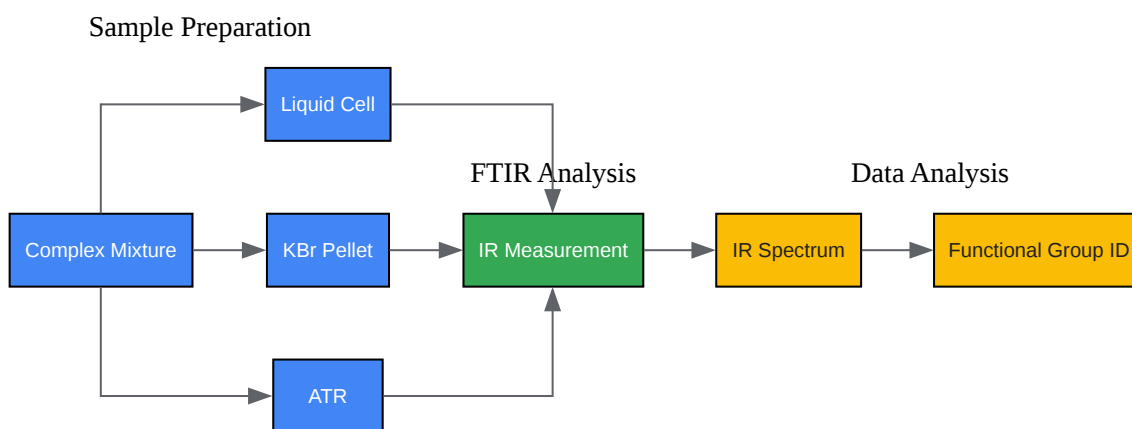 Sample Preparation
Liquid Cell
FTIR Analysis
Data Analysis
Complex Mixture
KBr Pellet
IR Measurement
IR Spectrum
Functional Group ID
ATR